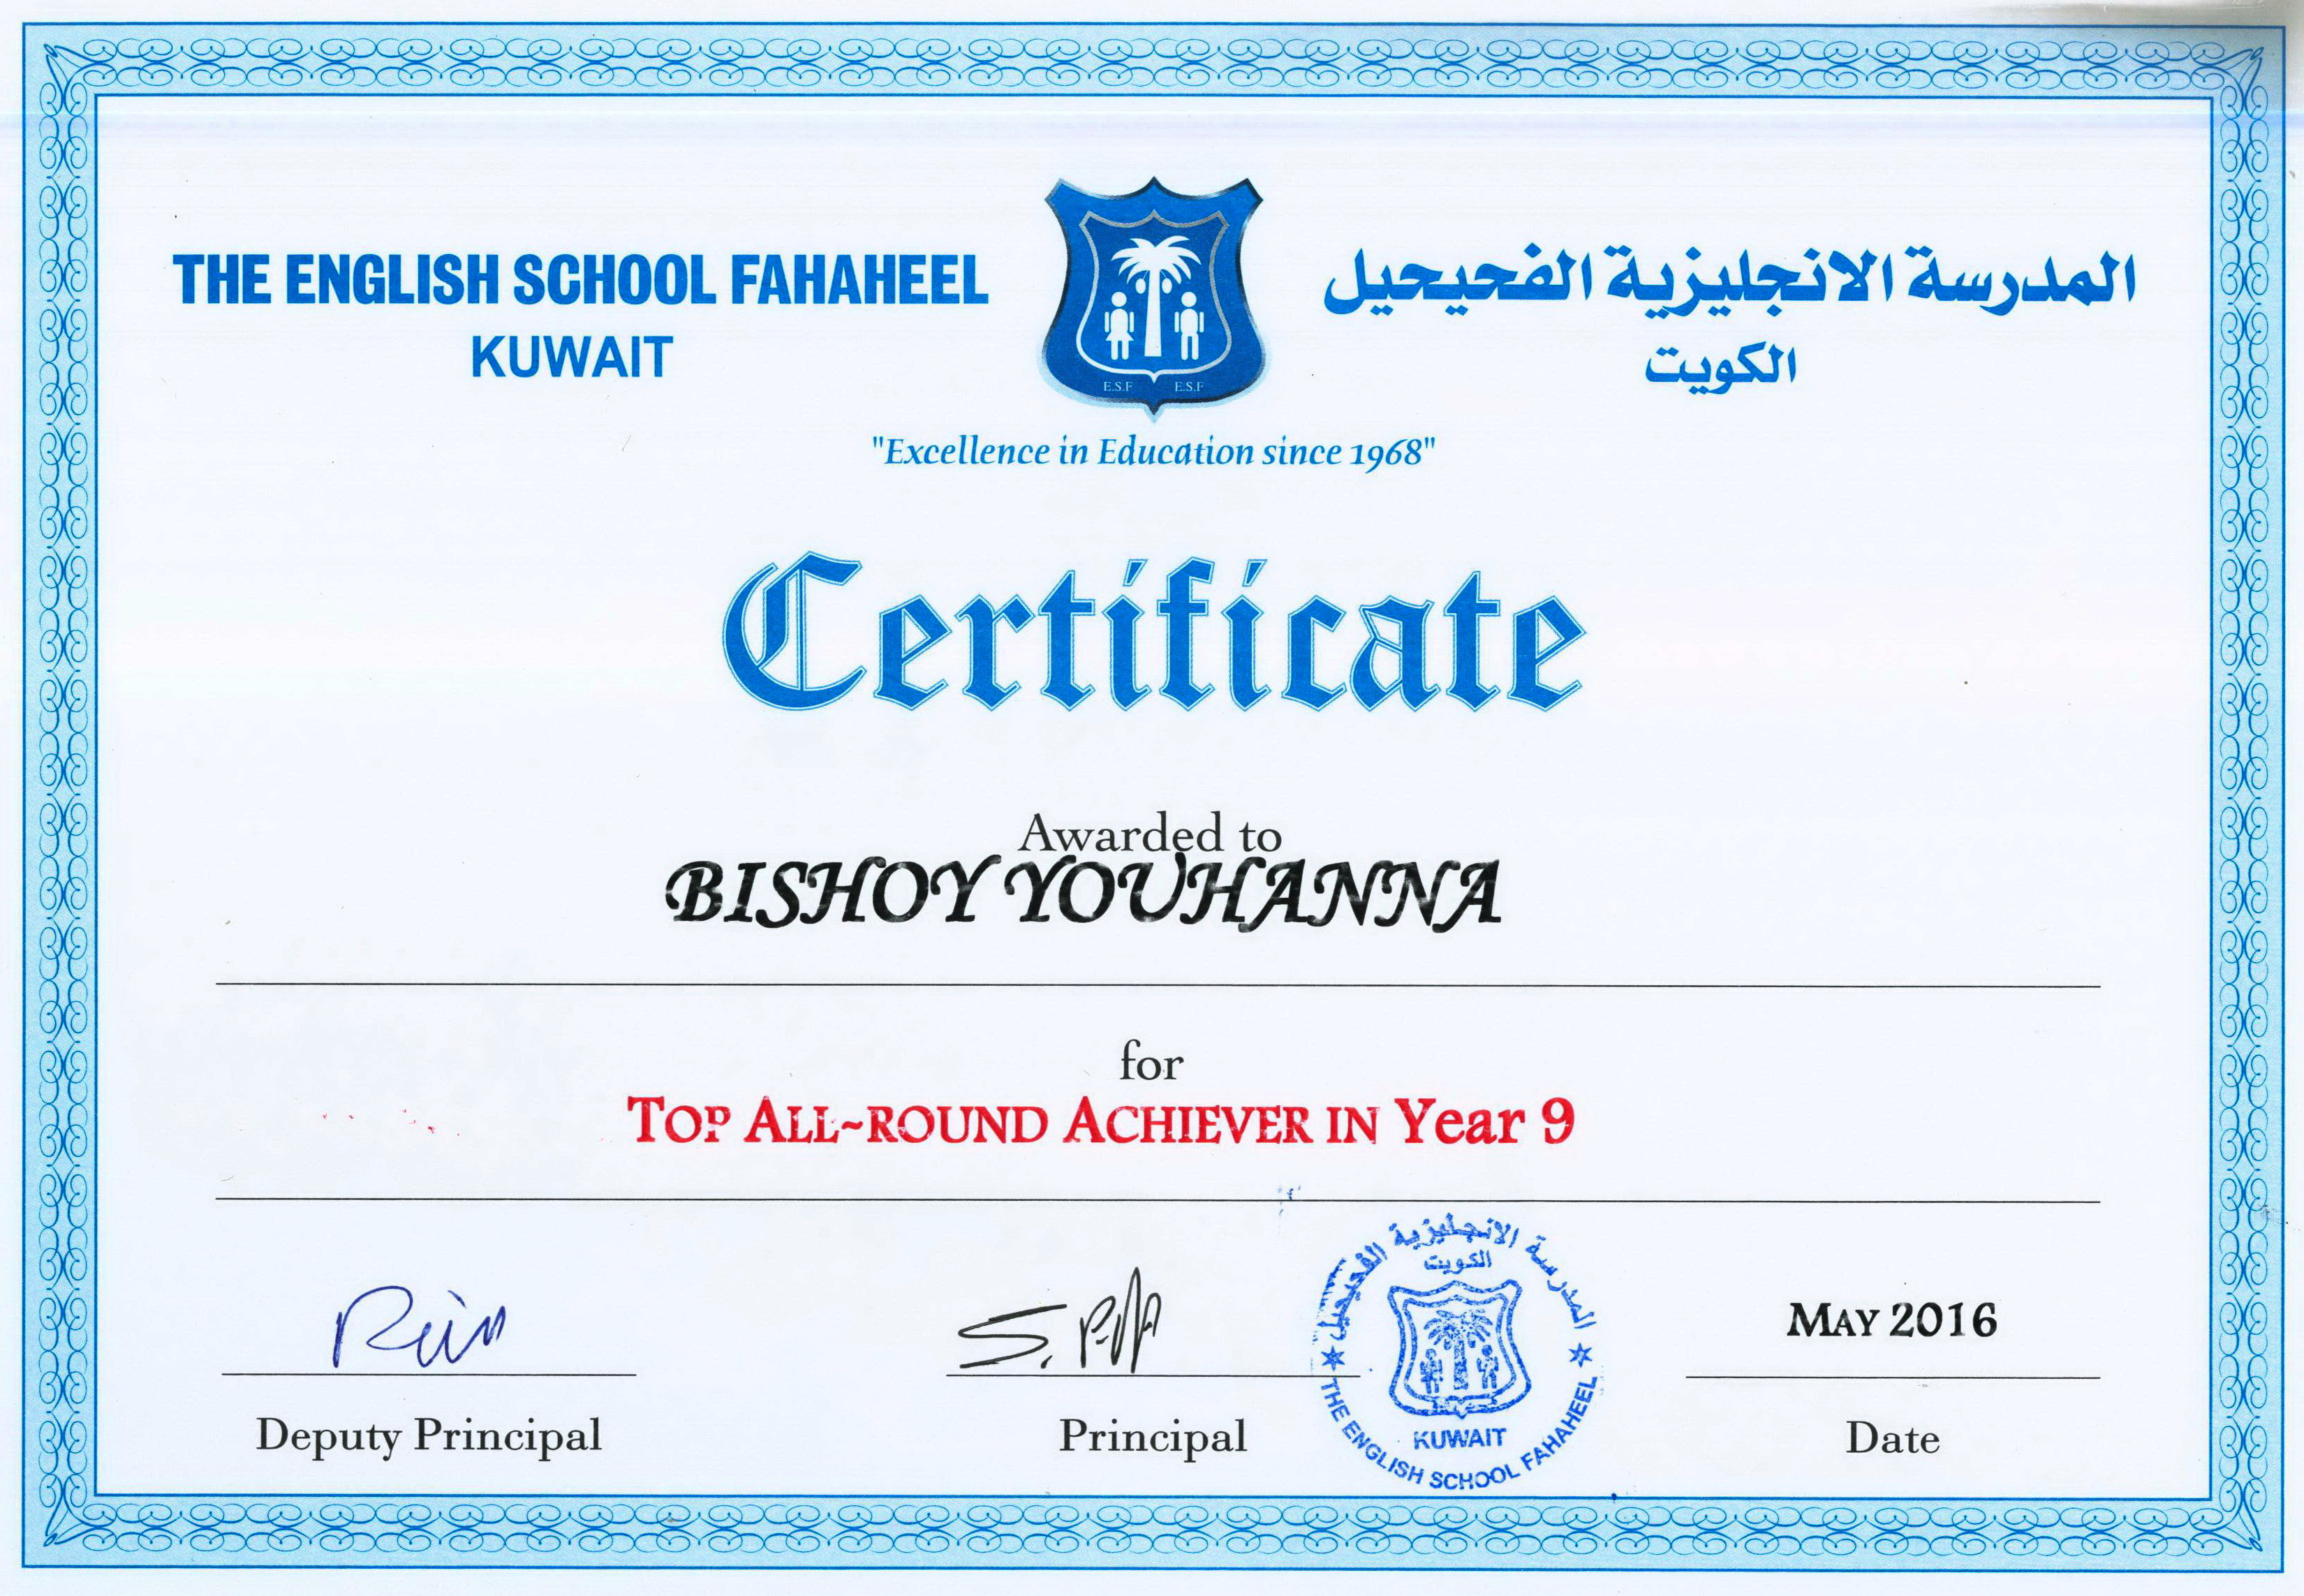 THE ENGLISH SCHOOL FAHAHEEL
KUWAIT
المدرسة الانجليزية الفحيحيل
الكويت
E.S.F E.S.F
"Excellence in Education since 1968"
Certificate
Awarded to
BISHOY YOUHANNA
for
TOP ALL~ROUND ACHIEVER IN Year 9
MAY 2016
Deputy Principal
Principal
Date
المدرسة الانجليزية الفحيحيل
الكويت
KUWAIT
THE ENGLISH SCHOOL FAHAHEEL